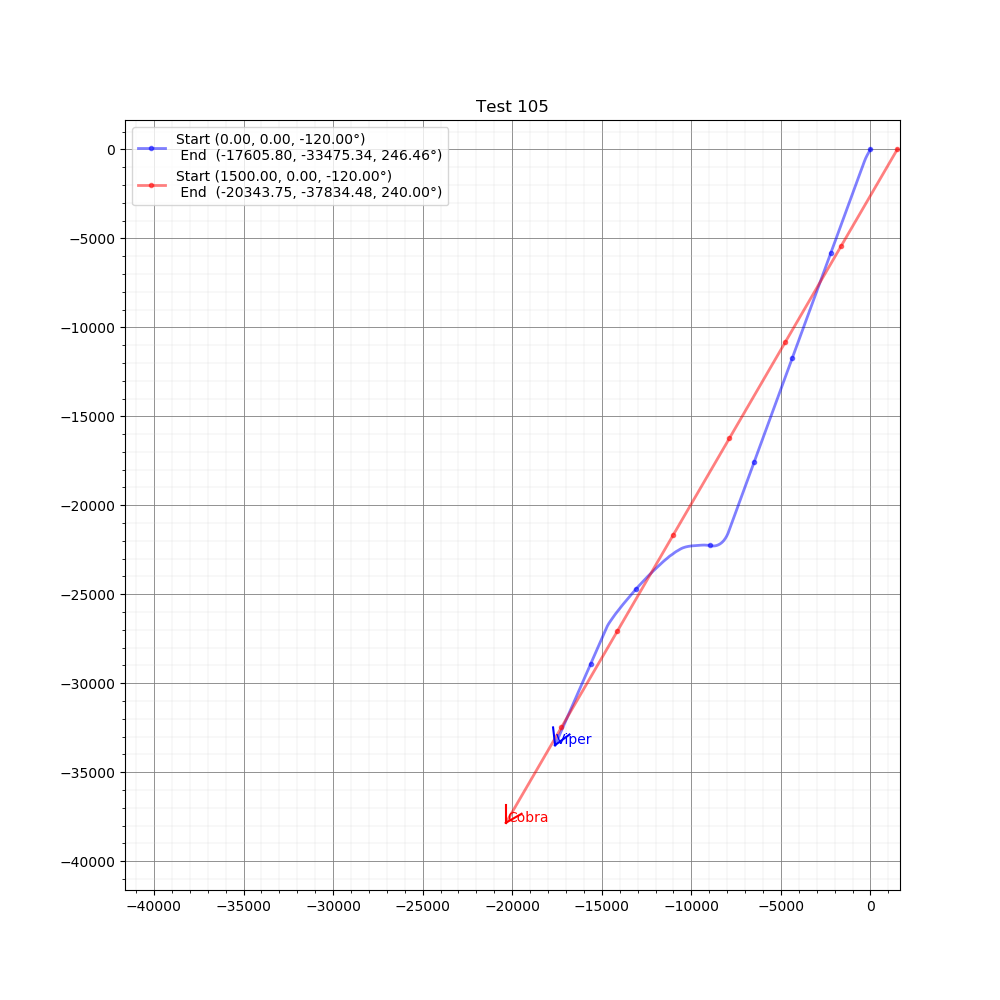 Test 105
Start (0.00, 0.00, -120.00°)
End (-17605.80, -33475.34, 246.46°)
Start (1500.00, 0.00, -120.00°)
End (-20343.75, -37834.48, 240.00°)
0
−5000
−10000
−15000
−20000
−25000
−30000
−35000
−40000
Viper
Cobra
−40000 −35000 −30000 −25000 −20000 −15000 −10000 −5000 0